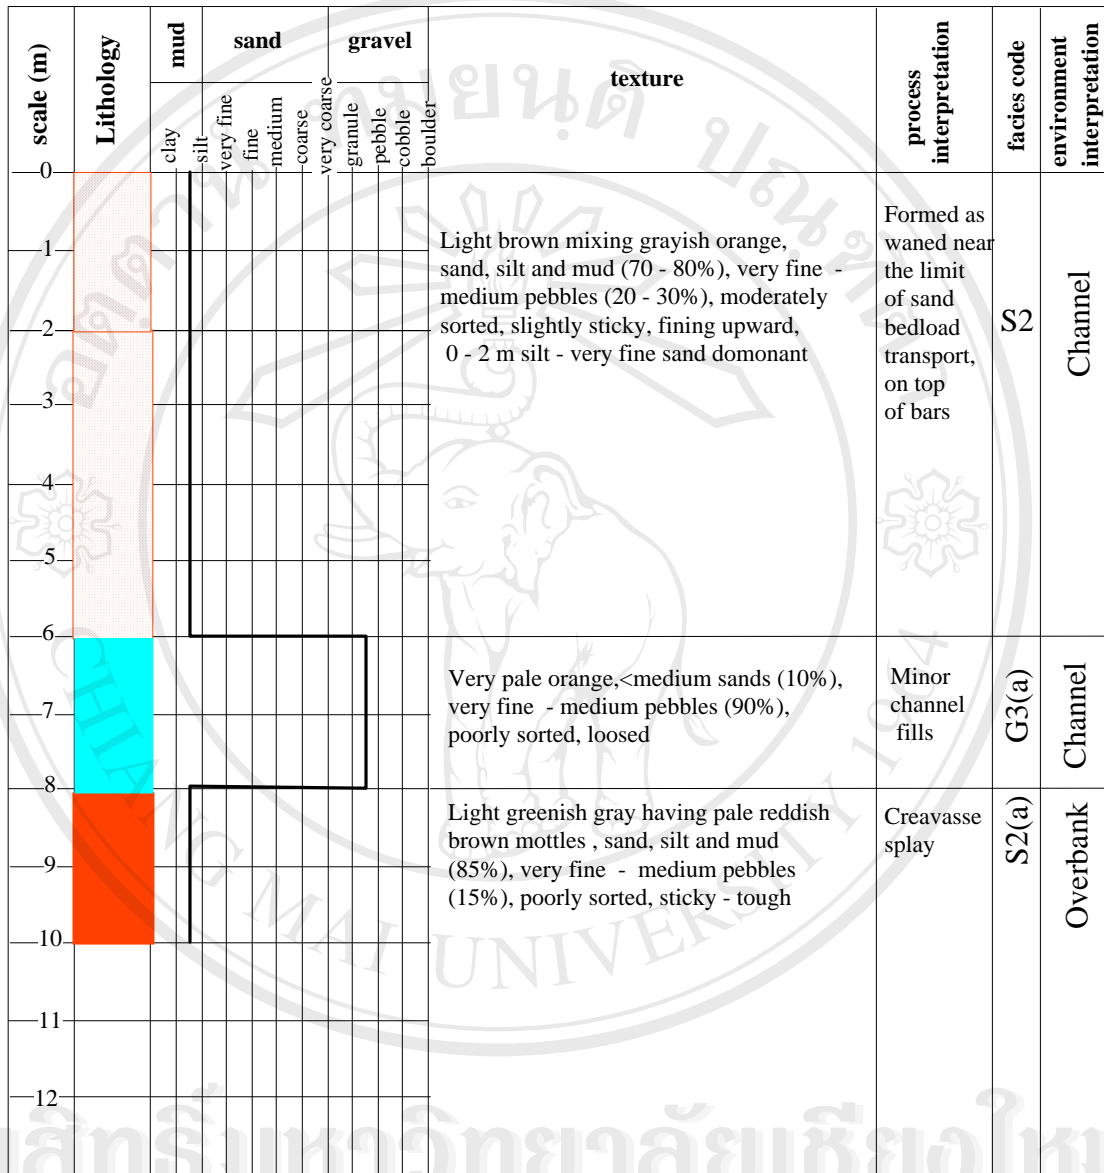 scale (m)
Lithology
mud
sand
gravel
texture
process
interpretation
facies code
environment
interpretation
clay
silt
very fine
fine
medium
coarse
very coarse
granule
pebble
cobble
boulder
0
1
2
3
4
5
6
7
8
9
10
11
12
Light brown mixing grayish orange,
sand, silt and mud (70 - 80%), very fine -
medium pebbles (20 - 30%), moderately
sorted, slightly sticky, fining upward,
0 - 2 m silt - very fine sand domonant
Formed as
waned near
the limit
of sand
bedload
transport,
on top
of bars
S2
Channel
Very pale orange,<medium sands (10%),
very fine - medium pebbles (90%),
poorly sorted, loosed
Minor
channel
fills
G3(a)
Channel
Light greenish gray having pale reddish
brown mottles , sand, silt and mud
(85%), very fine - medium pebbles
(15%), poorly sorted, sticky - tough
Creavasse
splay
S2(a)
Overbank
CHIANG MAI UNIVERSITY 1964